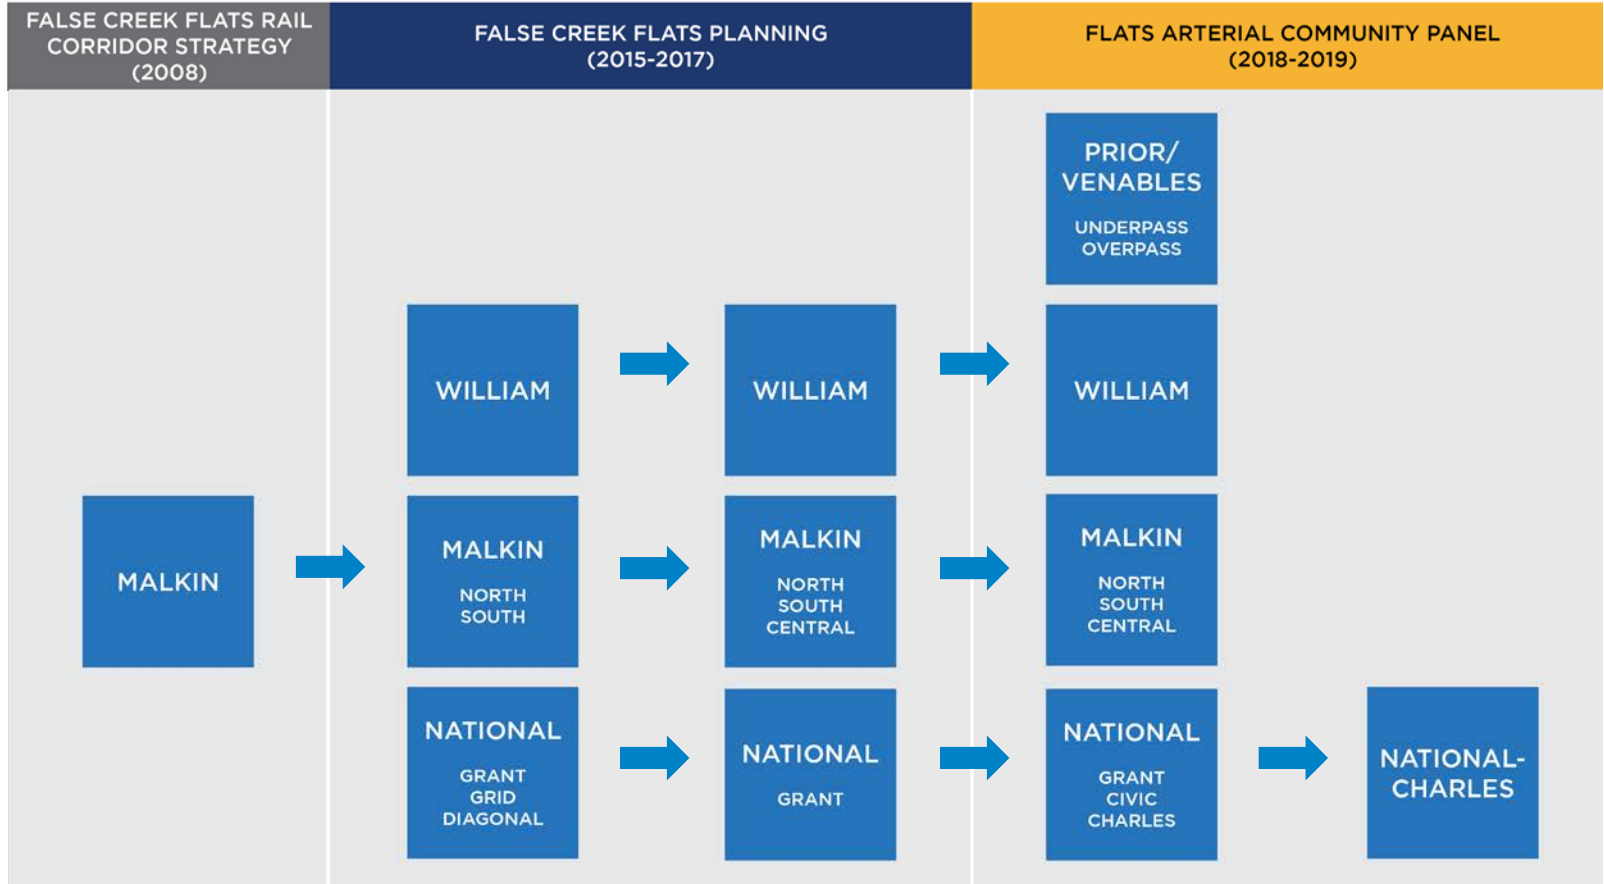 FALSE CREEK FLATS RAIL
CORRIDOR STRATEGY
(2008)
FALSE CREEK FLATS PLANNING
(2015-2017)
FLATS ARTERIAL COMMUNITY PANEL
(2018-2019)
MALKIN
WILLIAM
MALKIN
NORTH
SOUTH
NATIONAL
GRANT
GRID
DIAGONAL
WILLIAM
MALKIN
NORTH
SOUTH
CENTRAL
NATIONAL
GRANT
PRIOR/
VENABLES
UNDERPASS
OVERPASS
WILLIAM
MALKIN
NORTH
SOUTH
CENTRAL
NATIONAL
GRANT
CIVIC
CHARLES
NATIONAL-
CHARLES